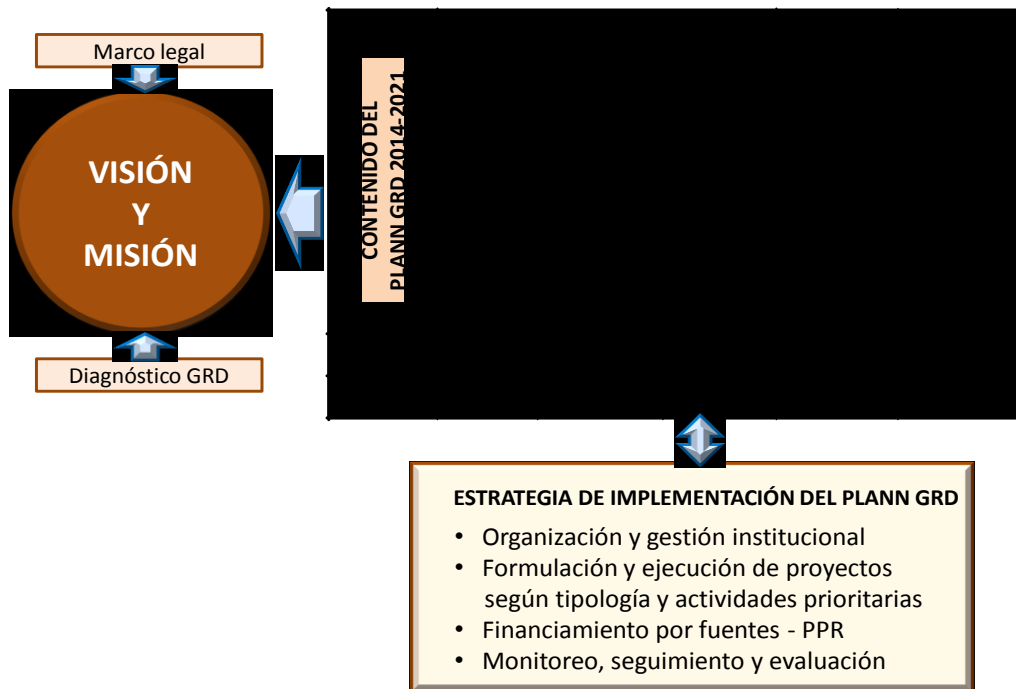 Marco legal
VISIÓN
Y
MISIÓN
Diagnóstico GRD
CONTENIDO DEL
PLANN GRD 2014-2021
ESTRATEGIA DE IMPLEMENTACIÓN DEL PLANN GRD
• Organización y gestión institucional
• Formulación y ejecución de proyectos
según tipología y actividades prioritarias
• Financiamiento por fuentes - PPR
• Monitoreo, seguimiento y evaluación